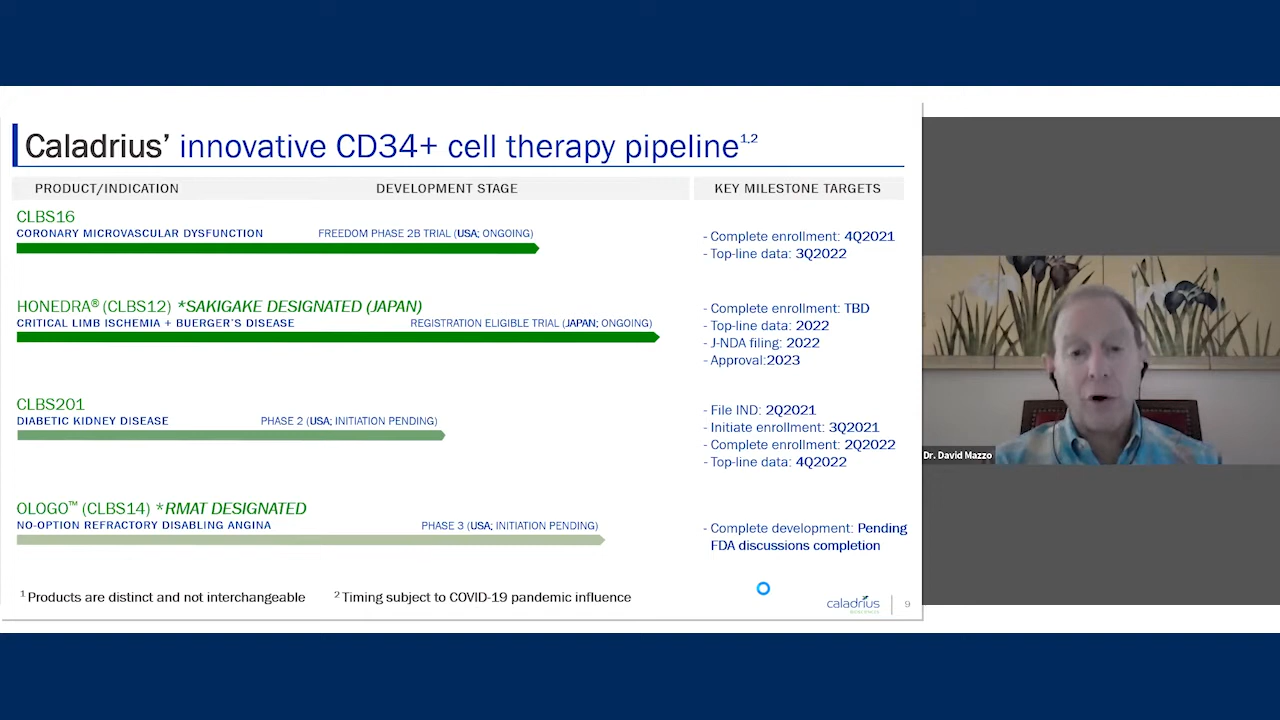 Caladrius' innovative CD34+ cell therapy pipeline1,2
PRODUCT/INDICATION DEVELOPMENT STAGE KEY MILESTONE TARGETS
CLBS16
CORONARY MICROVASCULAR DYSFUNCTION FREEDOM PHASE 2B TRIAL (USA; ONGOING)
- Complete enrollment: 4Q2021
- Top-line data: 3Q2022
HONEDRA® (CLBS12) *SAKIGAKE DESIGNATED (JAPAN)
CRITICAL LIMB ISCHEMIA + BUERGER'S DISEASE REGISTRATION ELIGIBLE TRIAL (JAPAN; ONGOING)
- Complete enrollment: TBD
- Top-line data: 2022
- J-NDA filing: 2022
- Approval:2023
CLBS201
DIABETIC KIDNEY DISEASE PHASE 2 (USA; INITIATION PENDING)
- File IND: 2Q2021
- Initiate enrollment: 3Q2021
- Complete enrollment: 2Q2022
- Top-line data: 4Q2022
OLOGO™ (CLBS14) *RMAT DESIGNATED
NO-OPTION REFRACTORY DISABLING ANGINA PHASE 3 (USA; INITIATION PENDING)
- Complete development: Pending
FDA discussions completion
1 Products are distinct and not interchangeable 2 Timing subject to COVID-19 pandemic influence
caladrius
9
Dr. David Mazzo